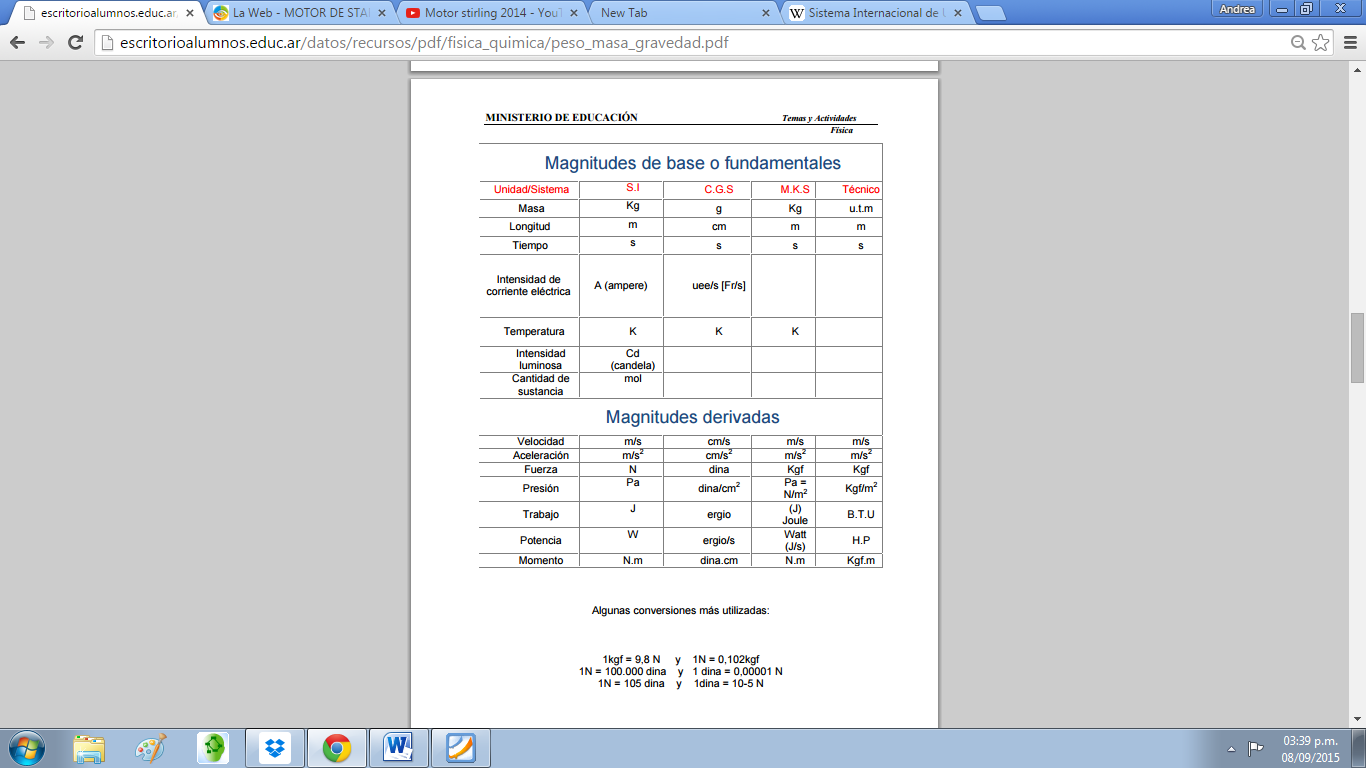 escritorioalumnos.educ.ar
La Web - MOTOR DE STA
Motor stirling 2014 - YouT
New Tab
Sistema Internacional de U
Andrea
escritorioalumnos.educ.ar/datos/recursos/pdf/fisica_quimica/peso_masa_gravedad.pdf
MINISTERIO DE EDUCACIÓN Temas y Actividades
Física
Magnitudes de base o fundamentales
Unidad/Sistema S.I C.G.S M.K.S Técnico
Masa Kg g Kg u.t.m
Longitud m cm m m
Tiempo s s s s
Intensidad de
corriente eléctrica A (ampere) uee/s [Fr/s]
Temperatura K K K
Intensidad Cd
luminosa (candela)
Cantidad de mol
sustancia
Magnitudes derivadas
Velocidad m/s cm/s m/s m/s
Aceleración m/s² cm/s² m/s² m/s²
Fuerza N dina Kgf Kgf
Presión Pa dina/cm² Pa = N/m² Kgf/m²
Trabajo J ergio (J) Joule B.T.U
Potencia W ergio/s Watt (J/s) H.P
Momento N.m dina.cm N.m Kgf.m
Algunas conversiones más utilizadas:
1kgf = 9,8 N y 1N = 0,102kgf
1N = 100.000 dina y 1 dina = 0,00001 N
1N = 105 dina y 1dina = 10-5 N
03:39 p.m.
08/09/2015